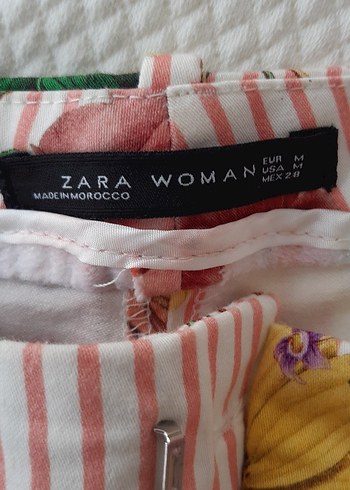 ZARA WOMAN
MADE IN MOROCCO
EUR M
USA M
MEX 28